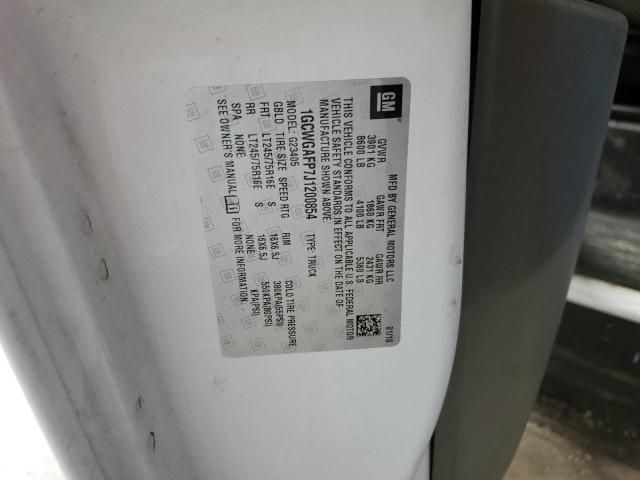 GM
MFD BY GENERAL MOTORS LLC
01/18
GVWR GAWR FRT GAWR RR
3901 KG 1860 KG 2431 KG
8600 LB 4100 LB 5360 LB
THIS VEHICLE CONFORMS TO ALL APPLICABLE U.S. FEDERAL MOTOR
VEHICLE SAFETY STANDARDS IN EFFECT ON THE DATE OF
MANUFACTURE SHOWN ABOVE.
1GCWGAFP7J1200854 TYPE: TRUCK
MODEL: G23405
GBLD TIRE SIZE SPEED RTG RIM COLD TIRE PRESSURE
FRT LT245/75R16E S 16X6.5J 380KPA(55PSI)
RR LT245/75R16E S 16X6.5J 550KPA(80PSI)
SPA NONE NONE KPA(PSI)
SEE OWNER'S MANUAL FOR MORE INFORMATION.